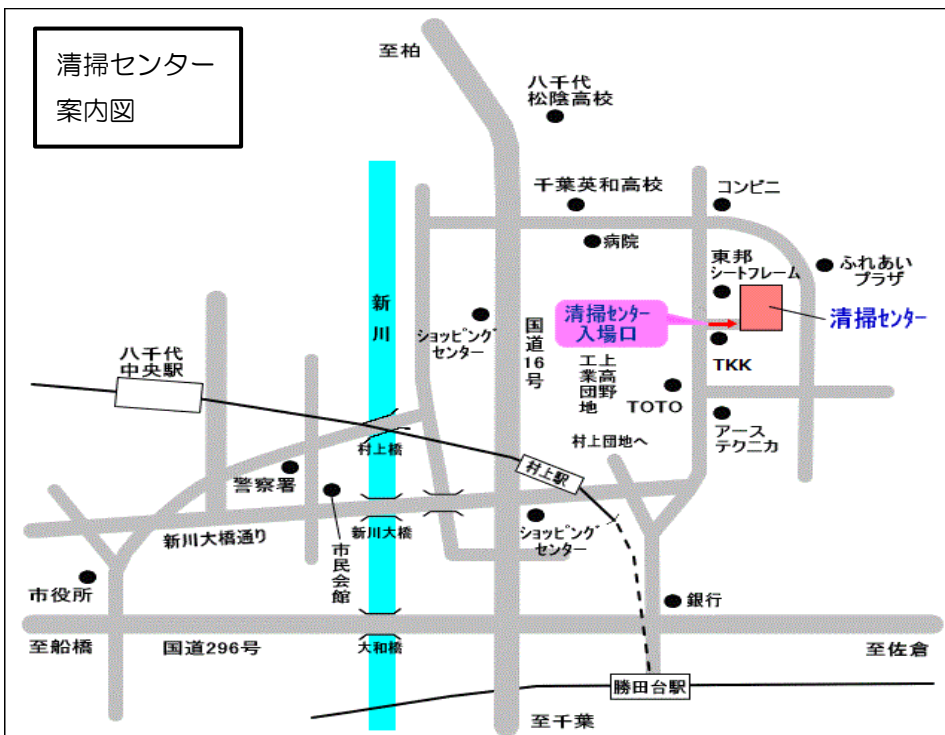 清掃センター
案内図
至柏
八千代
松陰高校
千葉英和高校
コンビニ
病院
東邦
シートフレーム
ふれあい
プラザ
新川
ショッピング
センター
国道16号
清掃センター
入場口
清掃センター
TKK
八千代
中央駅
上高野
工業団地
TOTO
アース
テクニカ
村上団地へ
村上橋
村上駅
警察署
新川大橋通り
新川大橋
市民会館
ショッピング
センター
市役所
銀行
至船橋
国道296号
大和橋
至佐倉
勝田台駅
至千葉